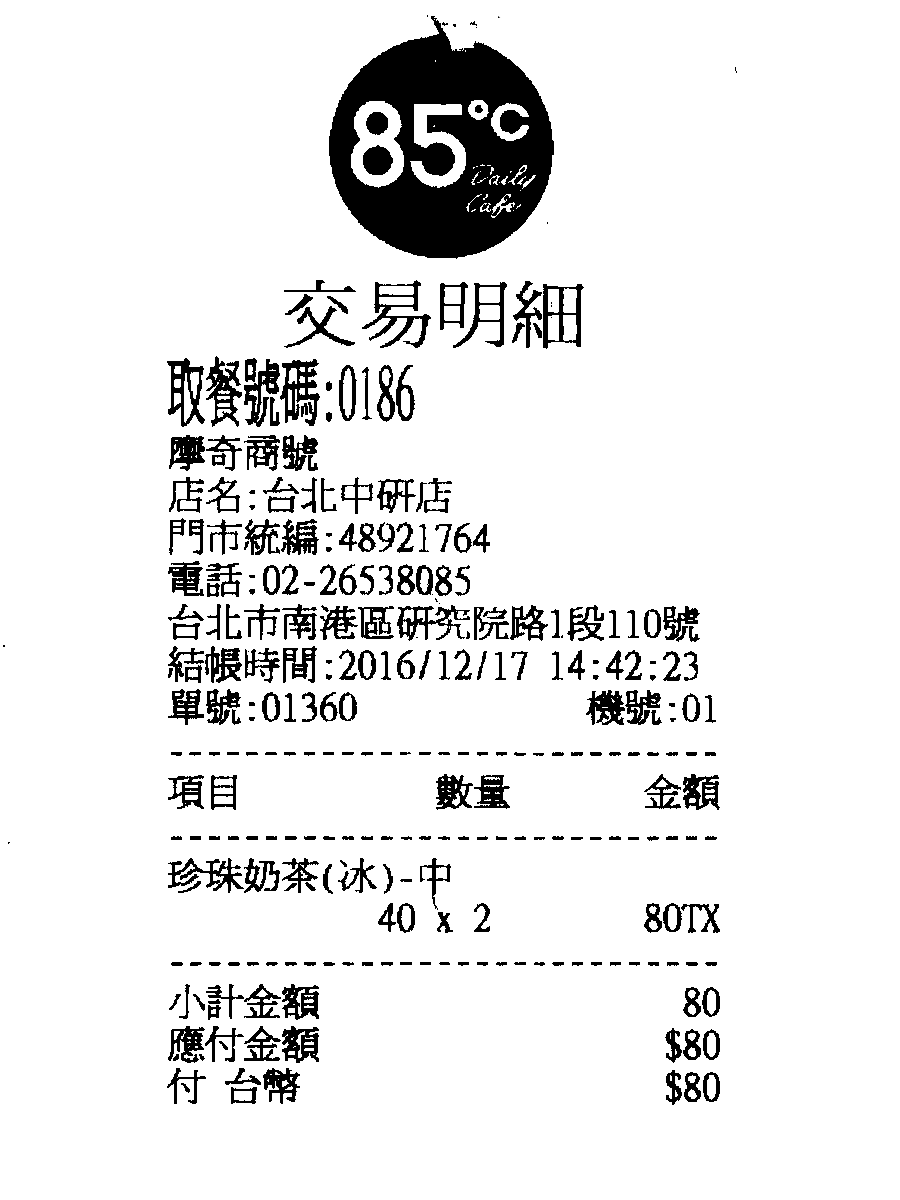 85°C
Daily
Cafe
交易明細
取餐號碼:0186
摩奇商號
店名:台北中研店
門市統編:48921764
電話:02-26538085
台北市南港區研究院路1段110號
結帳時間:2016/12/17 14:42:23
單號:01360 機號:01
------------------------------
項目 數量 金額
------------------------------
珍珠奶茶(冰)-中
40 x 2 80TX
------------------------------
小計金額 80
應付金額 $80
付 台幣 $80